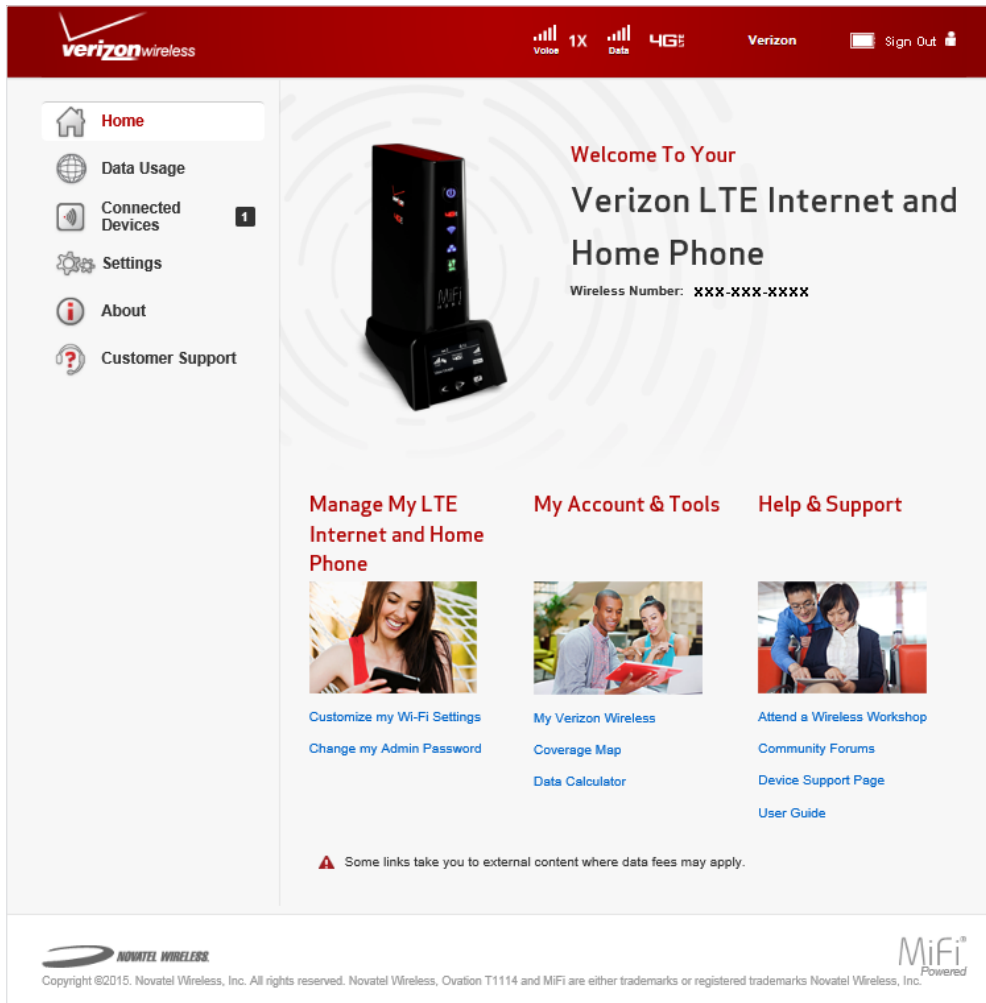 verizonwireless
Voice 1X Data 4G LTE Verizon Sign Out
Home
Data Usage
Connected
Devices 1
Settings
About
Customer Support
Welcome To Your
Verizon LTE Internet and
Home Phone
Wireless Number: xxx-xxx-xxxx
MiFi
HOME
Manage My LTE
Internet and Home
Phone
My Account & Tools
Help & Support
Customize my Wi-Fi Settings
Change my Admin Password
My Verizon Wireless
Coverage Map
Data Calculator
Attend a Wireless Workshop
Community Forums
Device Support Page
User Guide
Some links take you to external content where data fees may apply.
NOVATEL WIRELESS.
MiFi®
Powered
Copyright ©2015. Novatel Wireless, Inc. All rights reserved. Novatel Wireless, Ovation T1114 and MiFi are either trademarks or registered trademarks Novatel Wireless, Inc.